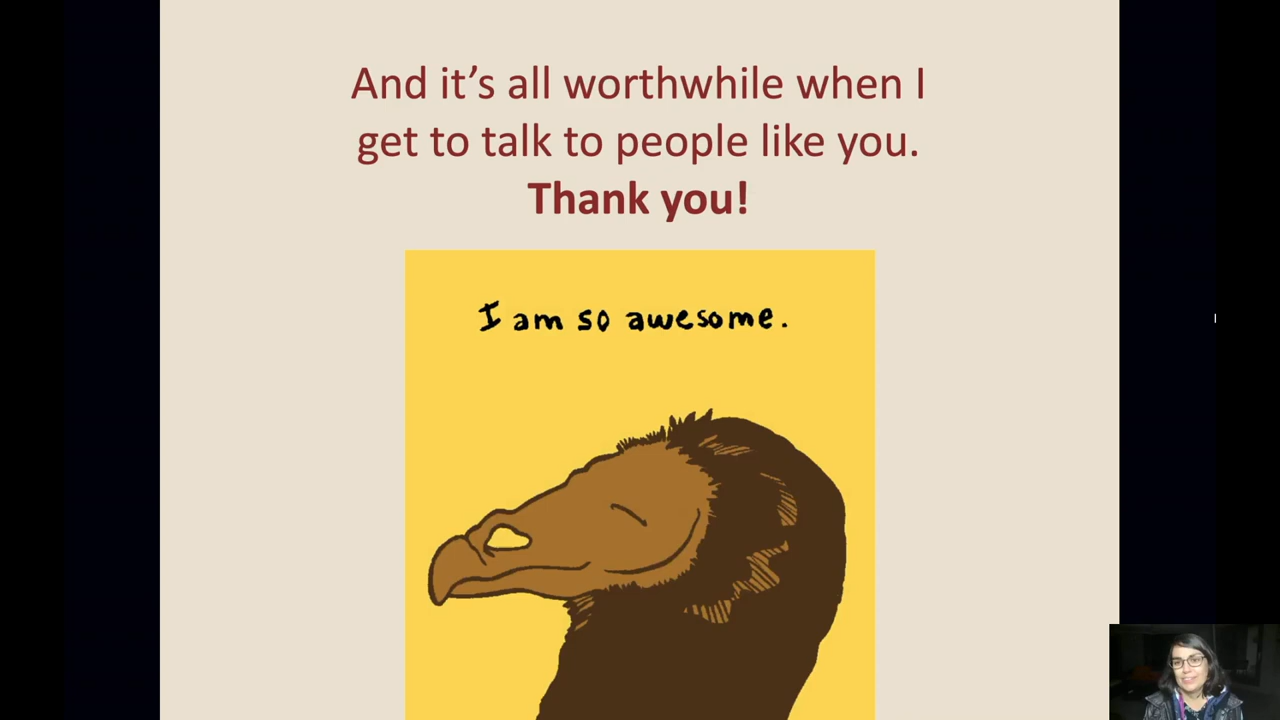 And it’s all worthwhile when I
get to talk to people like you.
Thank you!
I am so awesome.